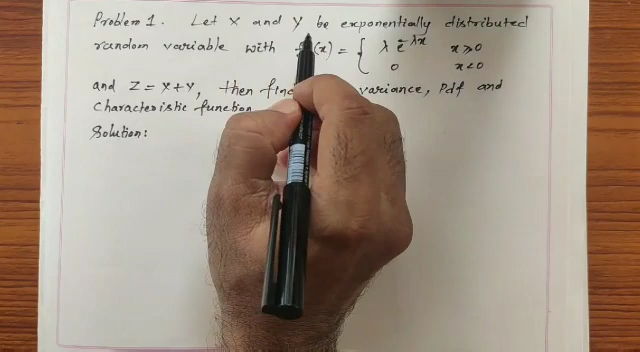 Problem 1. Let X and Y be exponentially distributed
random variable with (x) = { λ e^{-λx} x≥0
0 x<0
and Z = X+Y, then variance, Pdf and
Characteristic function
Solution: